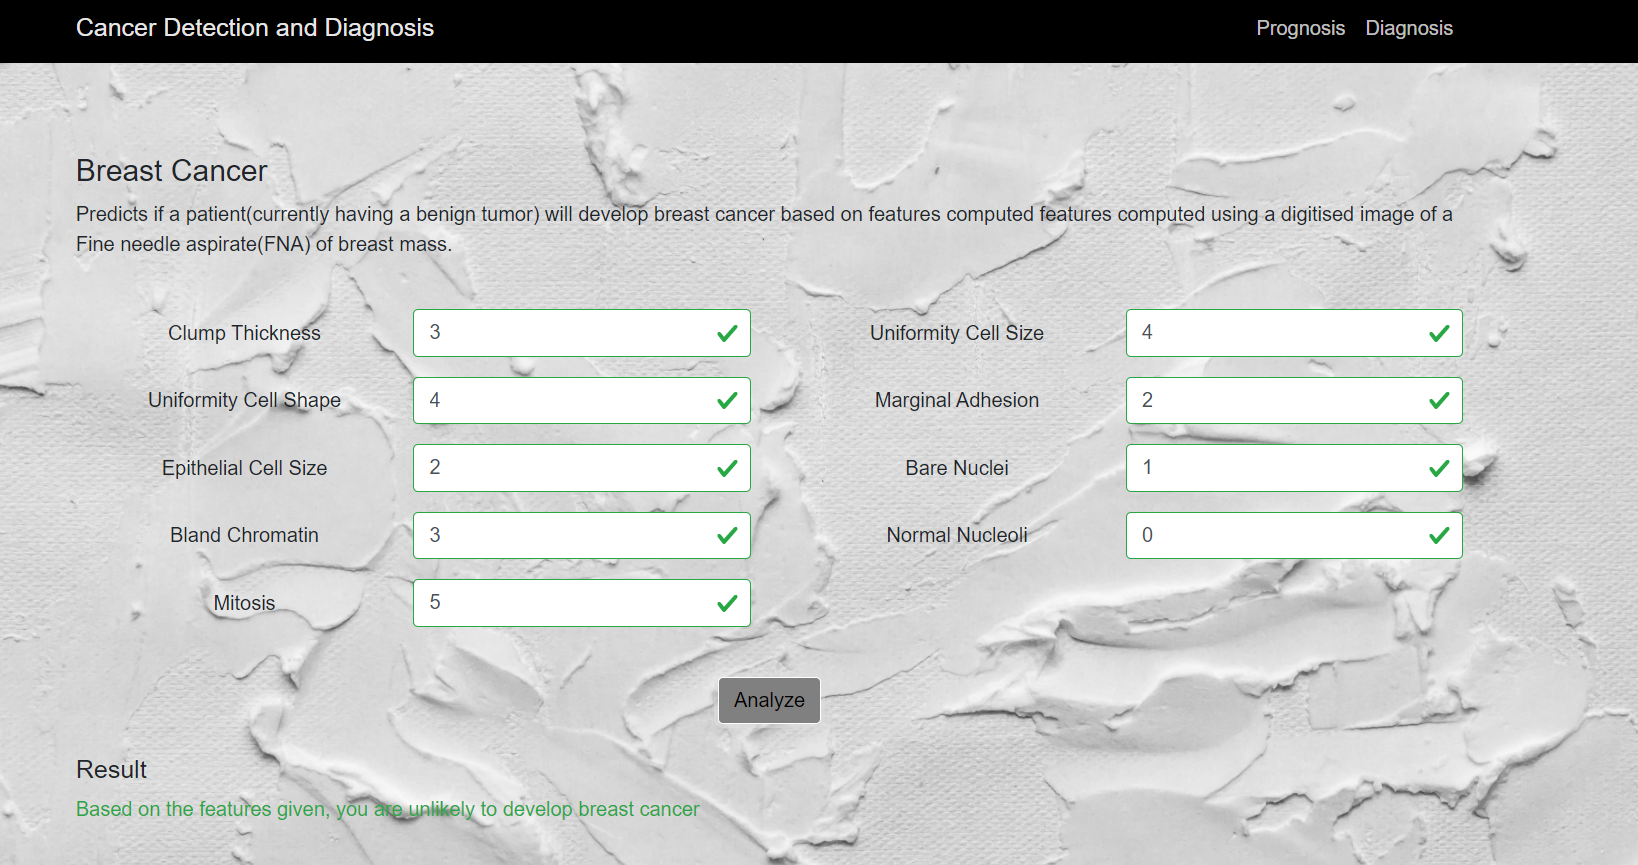 Cancer Detection and Diagnosis
Prognosis Diagnosis
Breast Cancer
Predicts if a patient(currently having a benign tumor) will develop breast cancer based on features computed features computed using a digitised image of a
Fine needle aspirate(FNA) of breast mass.
Clump Thickness 3 Uniformity Cell Size 4
Uniformity Cell Shape 4 Marginal Adhesion 2
Epithelial Cell Size 2 Bare Nuclei 1
Bland Chromatin 3 Normal Nucleoli 0
Mitosis 5
Analyze
Result
Based on the features given, you are unlikely to develop breast cancer